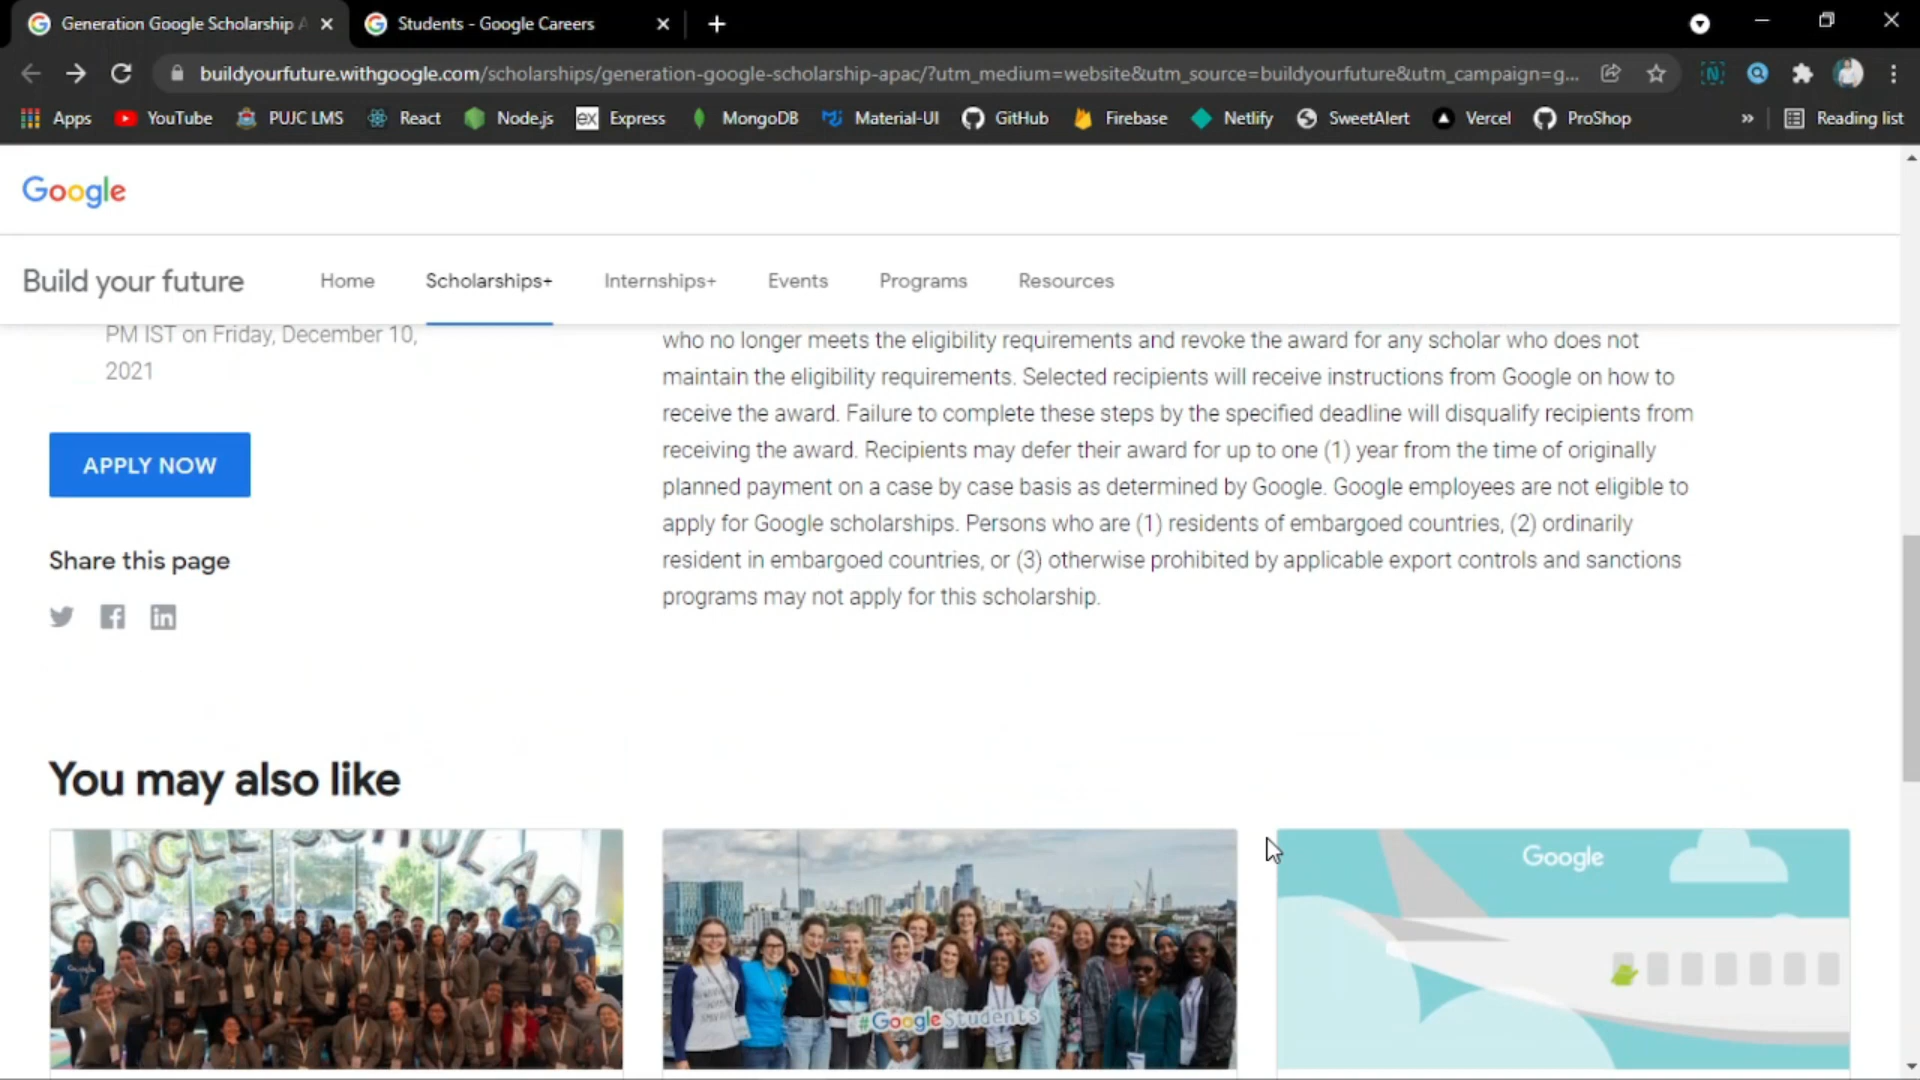 Generation Google Scholarship A
Students - Google Careers
buildyourfuture.withgoogle.com/scholarships/generation-google-scholarship-apac/?utm_medium=website&utm_source=buildyourfuture&utm_campaign=g...
Apps YouTube PUJC LMS React Node.js ex Express MongoDB Material-UI GitHub Firebase Netlify SweetAlert Vercel ProShop » Reading list
Google
Build your future Home Scholarships+ Internships+ Events Programs Resources
PM IST on Friday, December 10,
2021
APPLY NOW
Share this page
who no longer meets the eligibility requirements and revoke the award for any scholar who does not
maintain the eligibility requirements. Selected recipients will receive instructions from Google on how to
receive the award. Failure to complete these steps by the specified deadline will disqualify recipients from
receiving the award. Recipients may defer their award for up to one (1) year from the time of originally
planned payment on a case by case basis as determined by Google. Google employees are not eligible to
apply for Google scholarships. Persons who are (1) residents of embargoed countries, (2) ordinarily
resident in embargoed countries, or (3) otherwise prohibited by applicable export controls and sanctions
programs may not apply for this scholarship.
You may also like
GOOGLE SCHOLAR
#GoogleStudents
Google